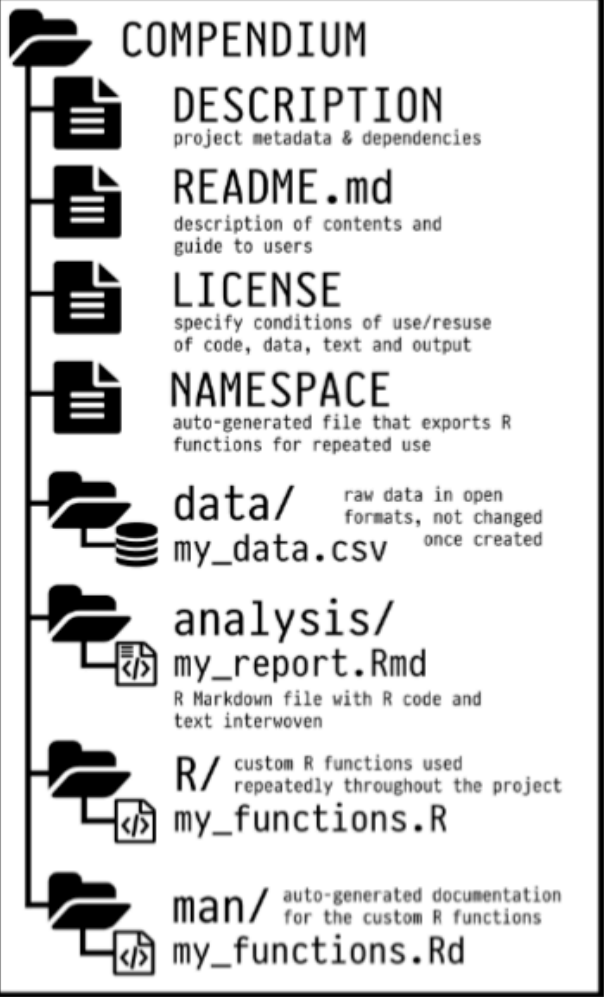 COMPENDIUM
DESCRIPTION
project metadata & dependencies
README.md
description of contents and
guide to users
LICENSE
specify conditions of use/resuse
of code, data, text and output
NAMESPACE
auto-generated file that exports R
functions for repeated use
data/
raw data in open
formats, not changed
once created
my_data.csv
analysis/
my_report.Rmd
R Markdown file with R code and
text interwoven
R/
custom R functions used
repeatedly throughout the project
my_functions.R
man/
auto-generated documentation
for the custom R functions
my_functions.Rd